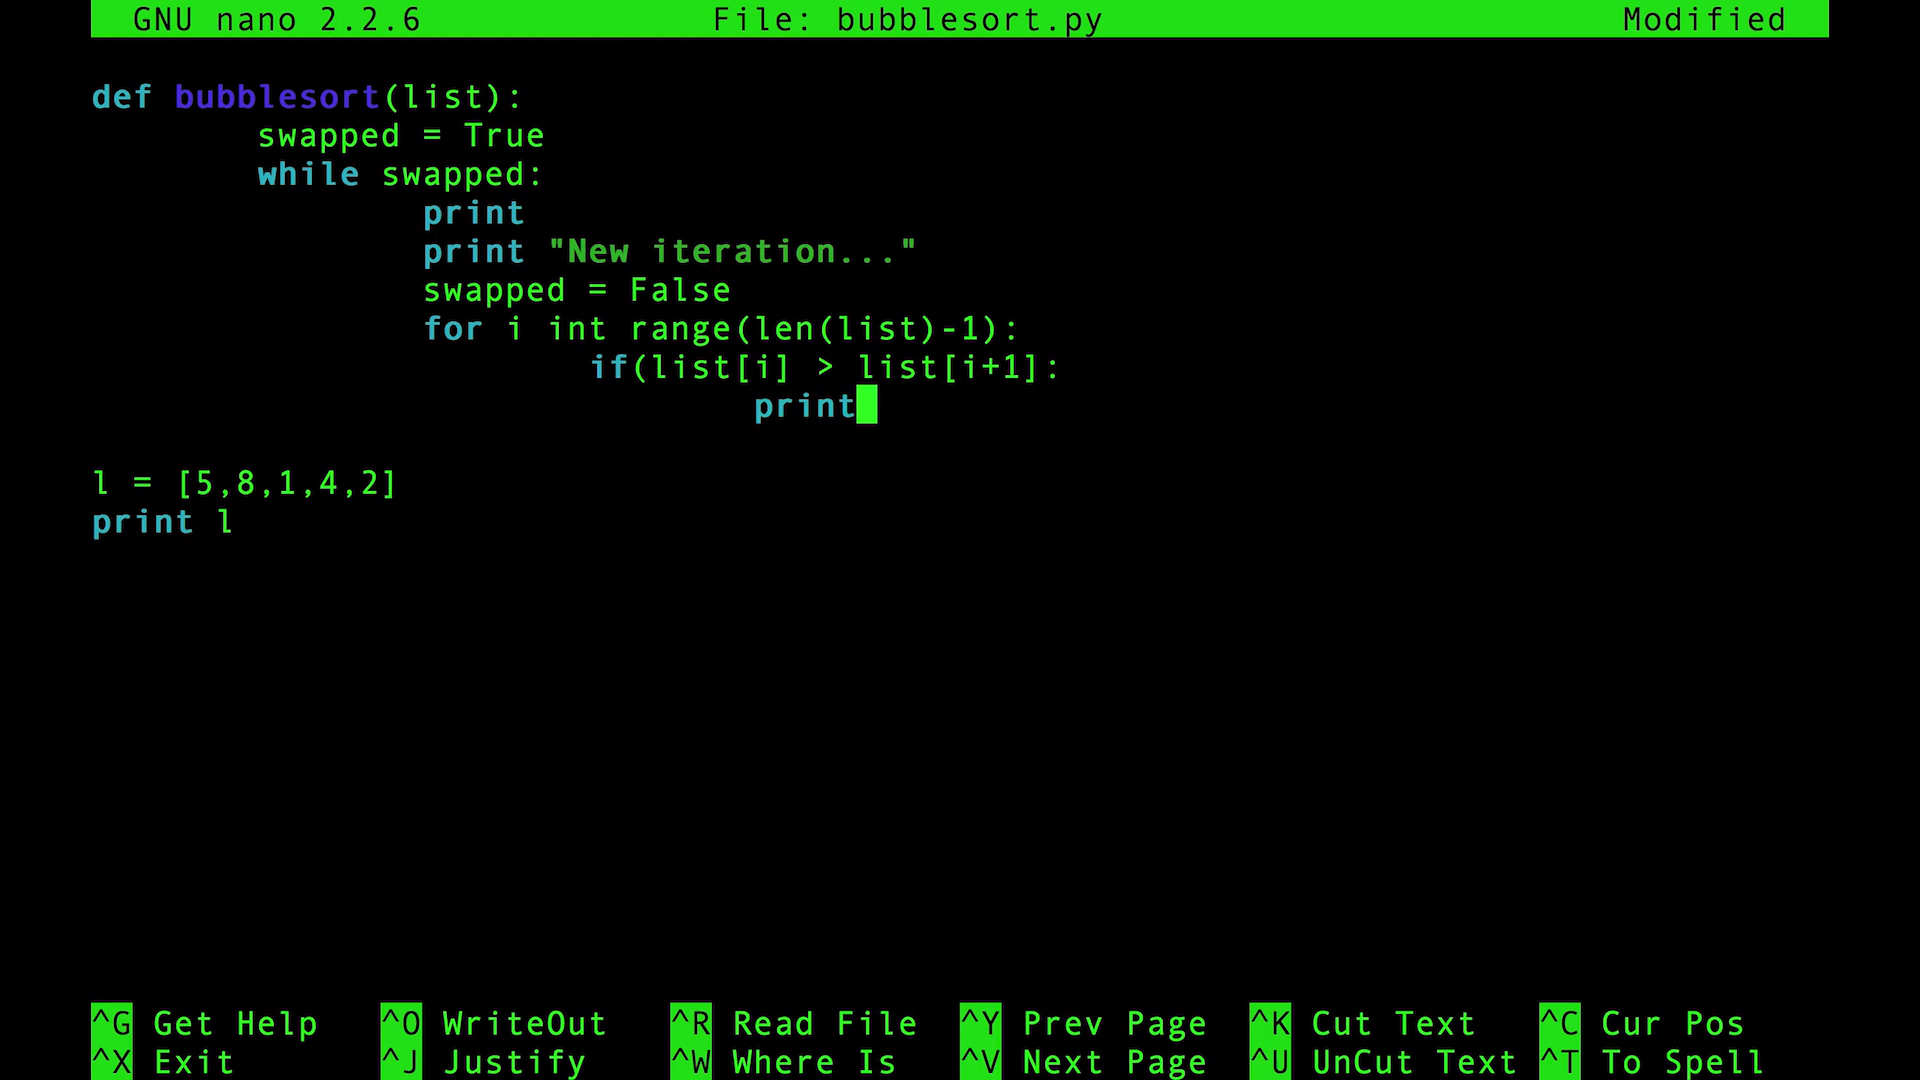 GNU nano 2.2.6 File: bubblesort.py Modified
def bubblesort(list):
swapped = True
while swapped:
print
print "New iteration..."
swapped = False
for i int range(len(list)-1):
if(list[i] > list[i+1]:
print
l = [5,8,1,4,2]
print l
^G Get Help ^O WriteOut ^R Read File ^Y Prev Page ^K Cut Text ^C Cur Pos
^X Exit ^J Justify ^W Where Is ^V Next Page ^U UnCut Text ^T To Spell